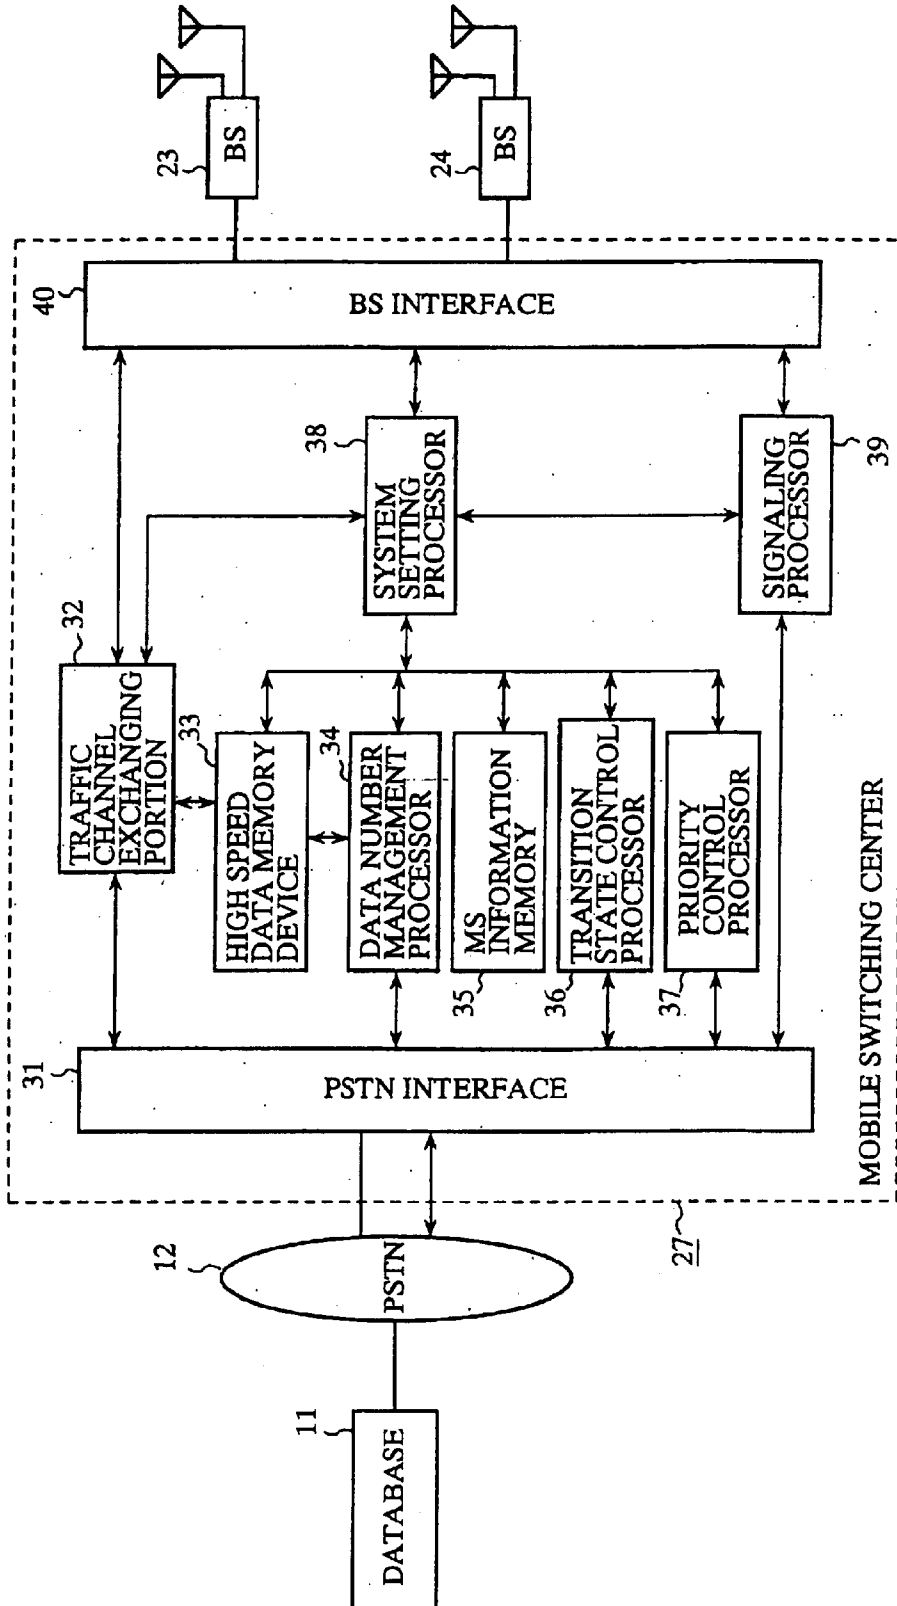 DATABASE
11
PSTN
12
27
MOBILE SWITCHING CENTER
PSTN INTERFACE
31
TRAFFIC
CHANNEL
EXCHANGING
PORTION
32
HIGH SPEED
DATA MEMORY
DEVICE
33
DATA NUMBER
MANAGEMENT
PROCESSOR
34
MS
INFORMATION
MEMORY
35
TRANSITION
STATE CONTROL
PROCESSOR
36
PRIORITY
CONTROL
PROCESSOR
37
SYSTEM
SETTING
PROCESSOR
38
SIGNALING
PROCESSOR
39
BS INTERFACE
40
BS
23
BS
24